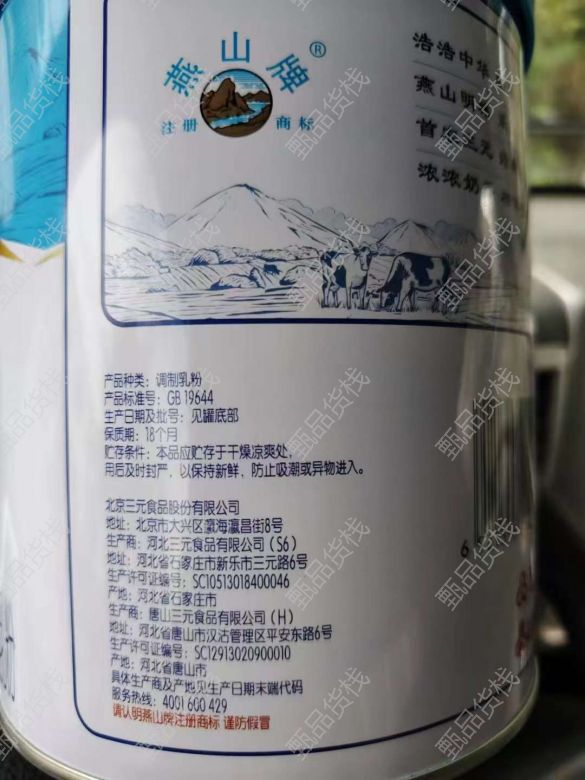 燕山牌®
注册 商标
浩浩中华
燕山明
首
浓浓奶
产品种类：调制乳粉
产品标准号：GB 19644
生产日期及批号：见罐底部
保质期：18个月
贮存条件：本品应贮存于干燥凉爽处，
用后及时封严，以保持新鲜，防止吸潮或异物进入。
北京三元食品股份有限公司
地址：北京市大兴区瀛海瀛昌街8号
生产商：河北三元食品有限公司（S6）
地址：河北省石家庄市新乐市三元路6号
生产许可证编号：SC10513018400046
产地：河北省石家庄市
生产商：唐山三元食品有限公司（H）
地址：河北省唐山市汉沽管理区平安东路6号
生产许可证编号：SC12913020900010
产地：河北省唐山市
具体生产商及产地见生产日期末端代码
服务热线：4001 600 429
请认明燕山牌注册商标 谨防假冒
6
甄品货栈